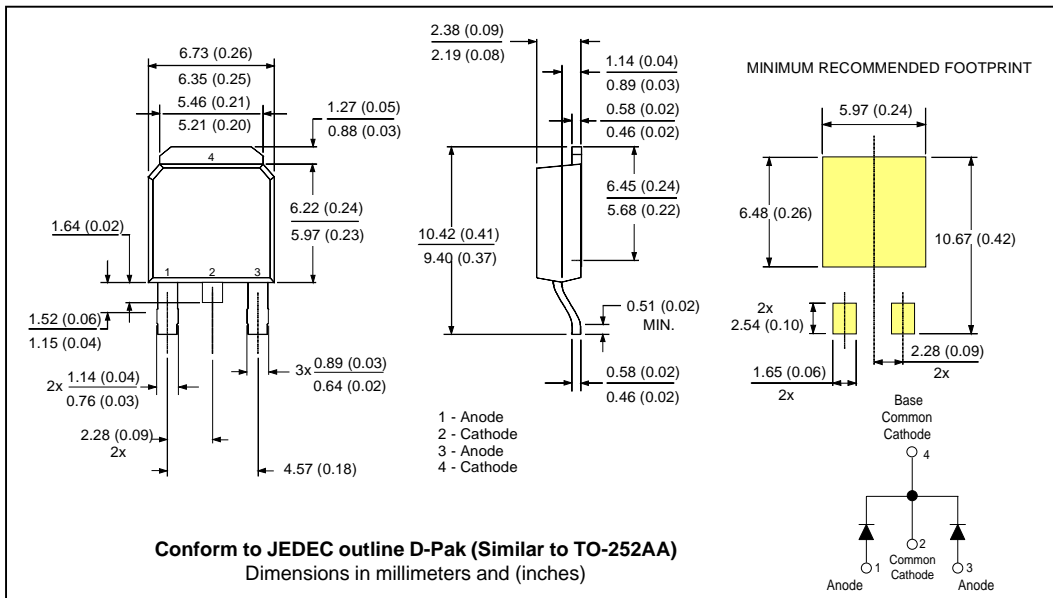 6.73 (0.26)
6.35 (0.25)
5.46 (0.21)
5.21 (0.20)
1.27 (0.05)
0.88 (0.03)
4
6.22 (0.24)
5.97 (0.23)
1.64 (0.02)
1
2
3
1.52 (0.06)
1.15 (0.04)
2x
1.14 (0.04)
0.76 (0.03)
3x
0.89 (0.03)
0.64 (0.02)
2.28 (0.09)
2x
4.57 (0.18)
2.38 (0.09)
2.19 (0.08)
1.14 (0.04)
0.89 (0.03)
0.58 (0.02)
0.46 (0.02)
6.45 (0.24)
5.68 (0.22)
10.42 (0.41)
9.40 (0.37)
0.51 (0.02)
MIN.
0.58 (0.02)
0.46 (0.02)
1 - Anode
2 - Cathode
3 - Anode
4 - Cathode
MINIMUM RECOMMENDED FOOTPRINT
5.97 (0.24)
6.48 (0.26)
10.67 (0.42)
2x
2.54 (0.10)
2.28 (0.09)
2x
1.65 (0.06)
2x
Base
Common
Cathode
4
2
Common
Cathode
1
Anode
3
Anode
Conform to JEDEC outline D-Pak (Similar to TO-252AA)
Dimensions in millimeters and (inches)